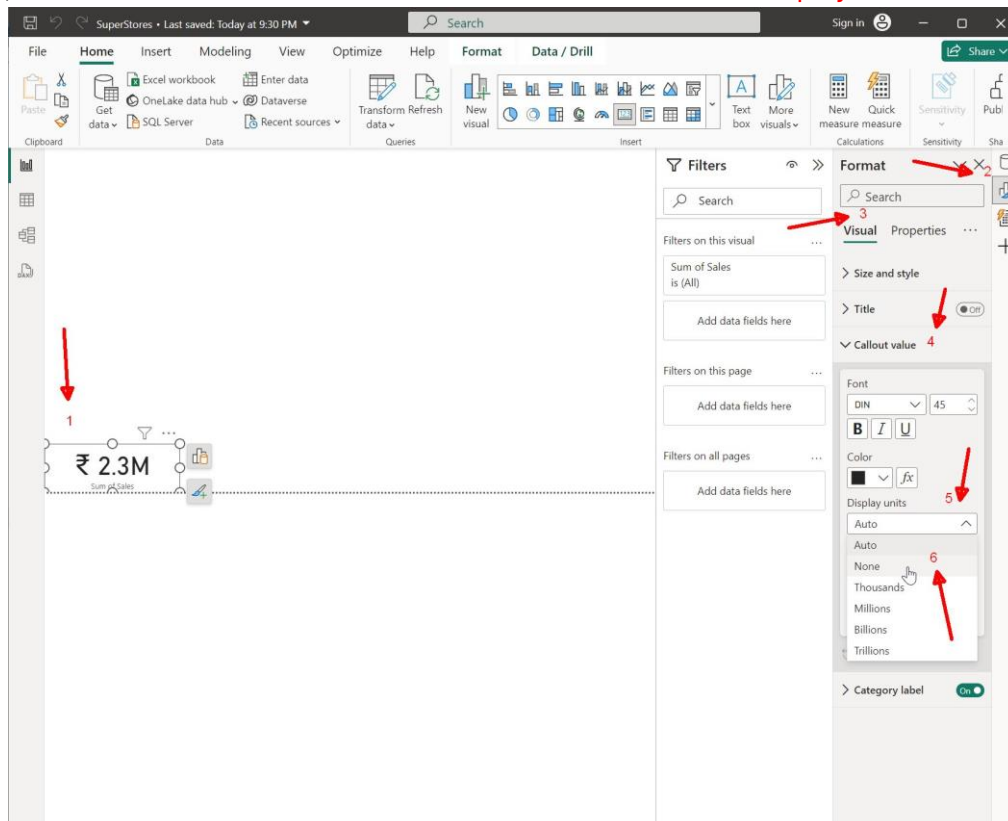 SuperStores • Last saved: Today at 9:30 PM
Search
Sign in
File Home Insert Modeling View Optimize Help Format Data / Drill
Share
Paste
Get data
Excel workbook
OneLake data hub
SQL Server
Enter data
Dataverse
Recent sources
Transform data
Refresh
New visual
Text box
More visuals
New measure
Quick measure
Sensitivity
Publ
Clipboard Data Queries Insert Calculations Sensitivity Sha
Filters
Search
Filters on this visual ...
Sum of Sales
is (All)
Add data fields here
Filters on this page ...
Add data fields here
Filters on all pages ...
Add data fields here
Format
2
Search
3
Visual Properties ...
Size and style
Title Off
Callout value 4
Font
DIN 45
B I U
Color
fx
Display units 5
Auto
Auto
None 6
Thousands
Millions
Billions
Trillions
Category label On
1
₹ 2.3M
Sum of Sales